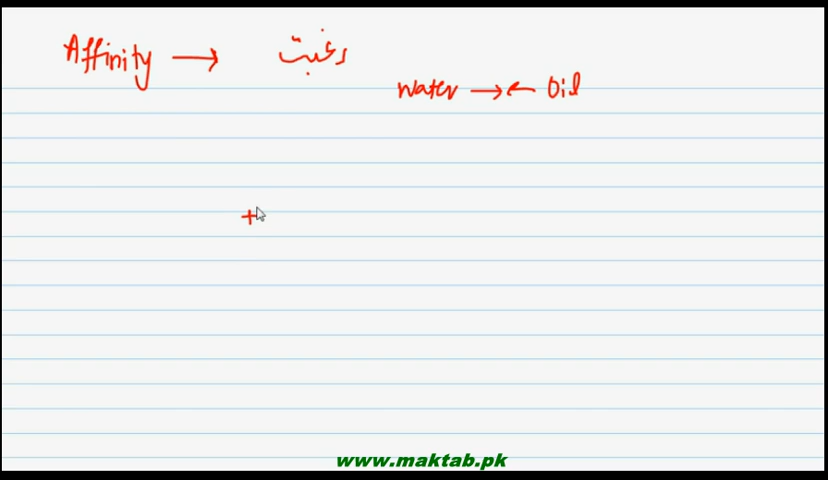 Affinity → رغبت
Water → ← Oil
+
www.maktab.pk